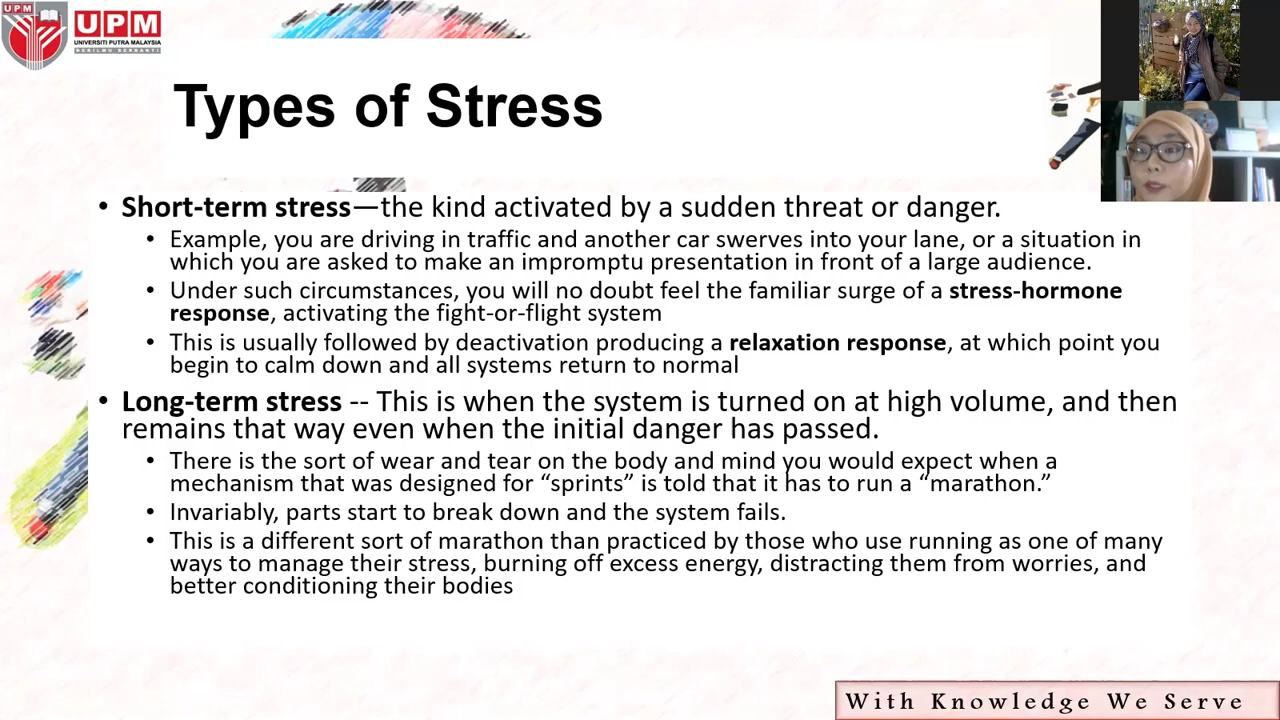 UPM
UPM
UNIVERSITI PUTRA MALAYSIA
BERILMU BERBAKTI
Types of Stress
• Short-term stress—the kind activated by a sudden threat or danger.
• Example, you are driving in traffic and another car swerves into your lane, or a situation in
which you are asked to make an impromptu presentation in front of a large audience.
• Under such circumstances, you will no doubt feel the familiar surge of a stress-hormone
response, activating the fight-or-flight system
• This is usually followed by deactivation producing a relaxation response, at which point you
begin to calm down and all systems return to normal
• Long-term stress -- This is when the system is turned on at high volume, and then
remains that way even when the initial danger has passed.
• There is the sort of wear and tear on the body and mind you would expect when a
mechanism that was designed for “sprints” is told that it has to run a “marathon.”
• Invariably, parts start to break down and the system fails.
• This is a different sort of marathon than practiced by those who use running as one of many
ways to manage their stress, burning off excess energy, distracting them from worries, and
better conditioning their bodies
With Knowledge We Serve